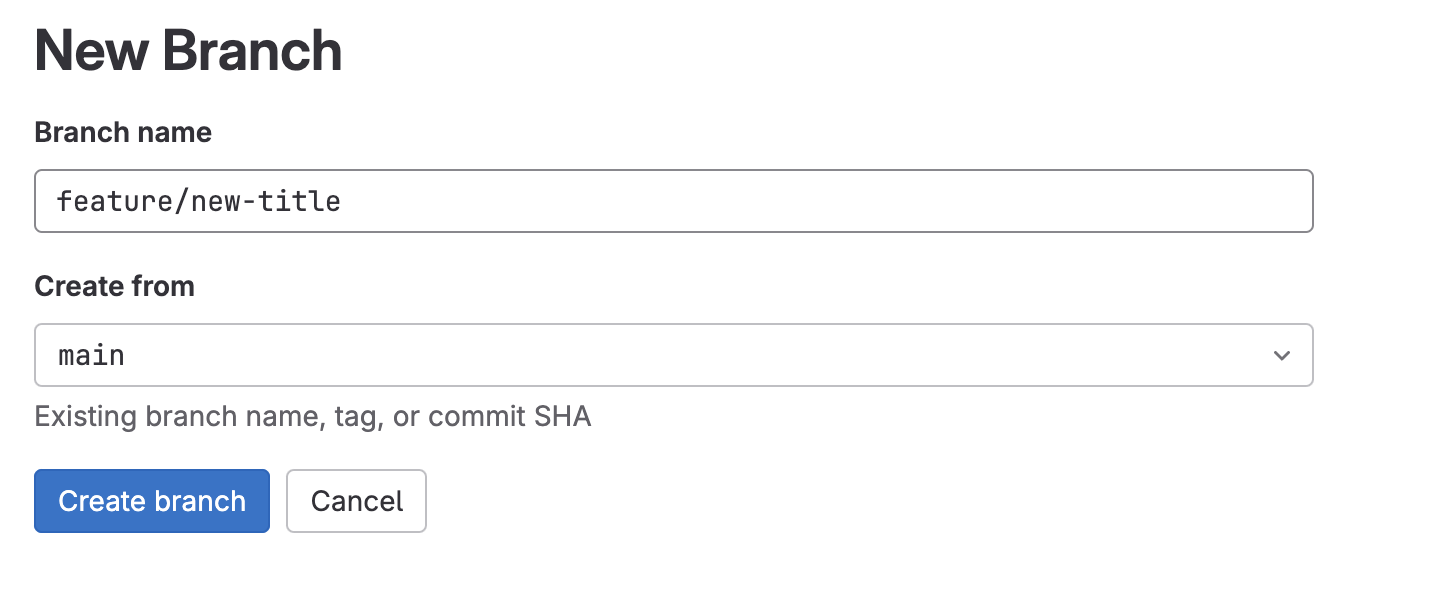 New Branch
Branch name
feature/new-title
Create from
main
Existing branch name, tag, or commit SHA
Create branch
Cancel